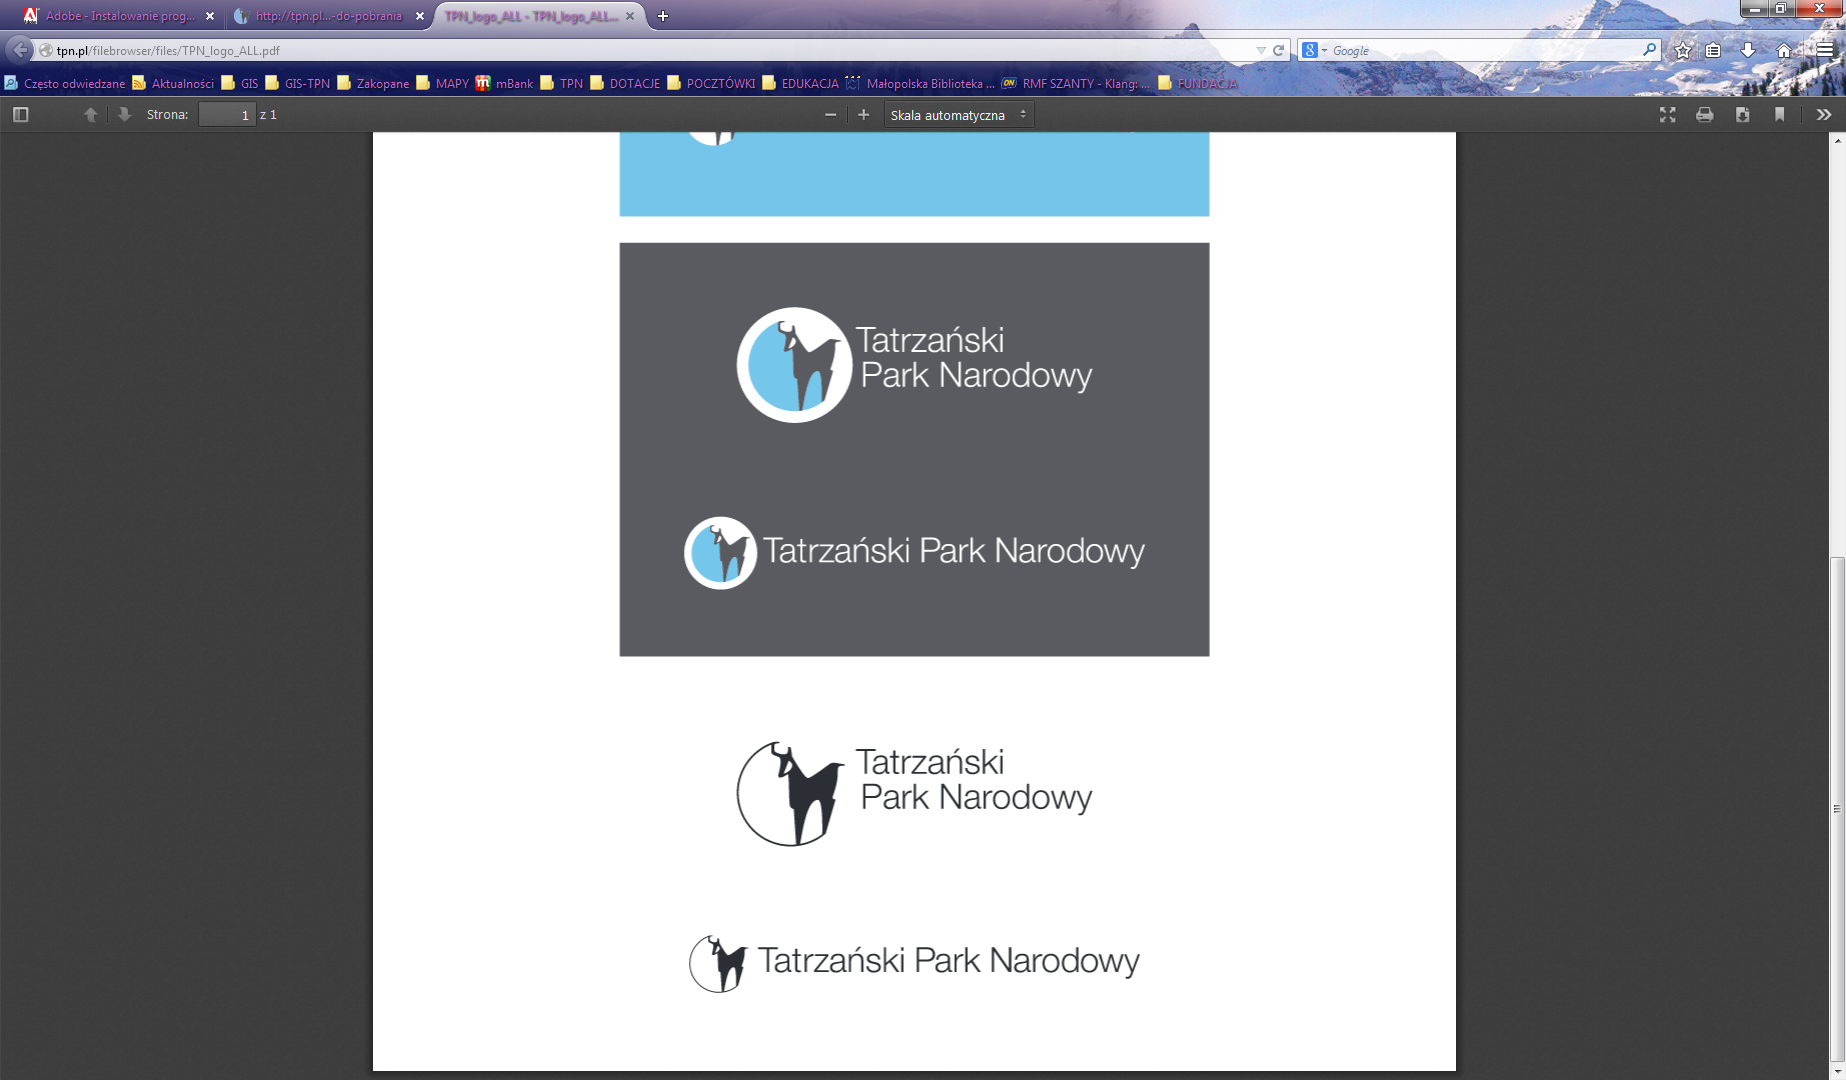 Adobe - Instalowanie prog...
http://tpn.pl...-do-pobrania
TPN_logo_ALL - TPN_logo_ALL...
tpn.pl/filebrowser/files/TPN_logo_ALL.pdf
Google
Często odwiedzane Aktualności GIS GIS-TPN Zakopane MAPY mBank TPN DOTACJE POCZTÓWKI EDUKACJA Małopolska Biblioteka ... RMF SZANTY - Klang: ... FUNDACJA
Strona: 1 z 1 Skala automatyczna
Tatrzański
Park Narodowy
Tatrzański Park Narodowy
Tatrzański
Park Narodowy
Tatrzański Park Narodowy